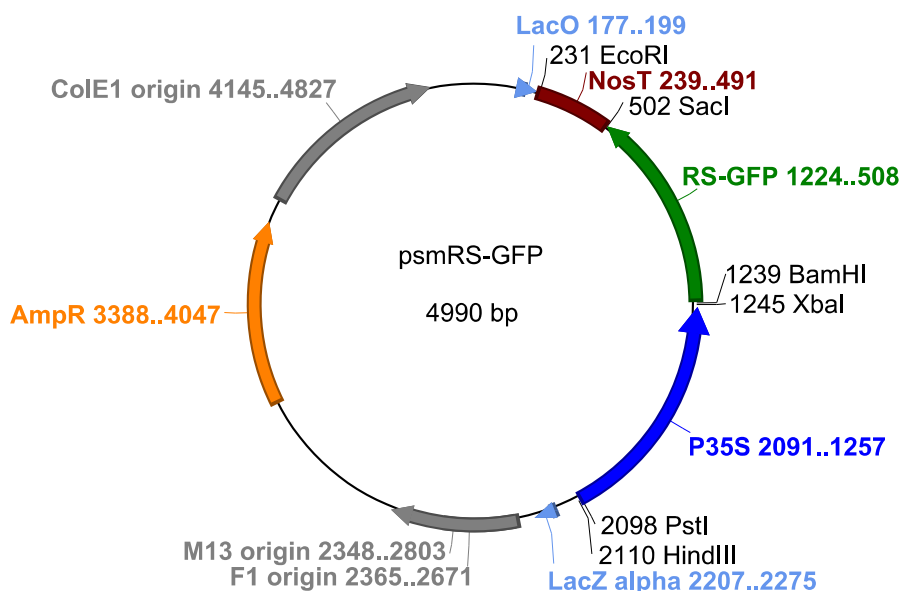 LacO 177..199
231 EcoRI
NosT 239..491
502 SacI
ColE1 origin 4145..4827
RS-GFP 1224..508
psmRS-GFP
4990 bp
1239 BamHI
1245 XbaI
AmpR 3388..4047
P35S 2091..1257
2098 PstI
2110 HindIII
M13 origin 2348..2803
F1 origin 2365..2671
LacZ alpha 2207..2275